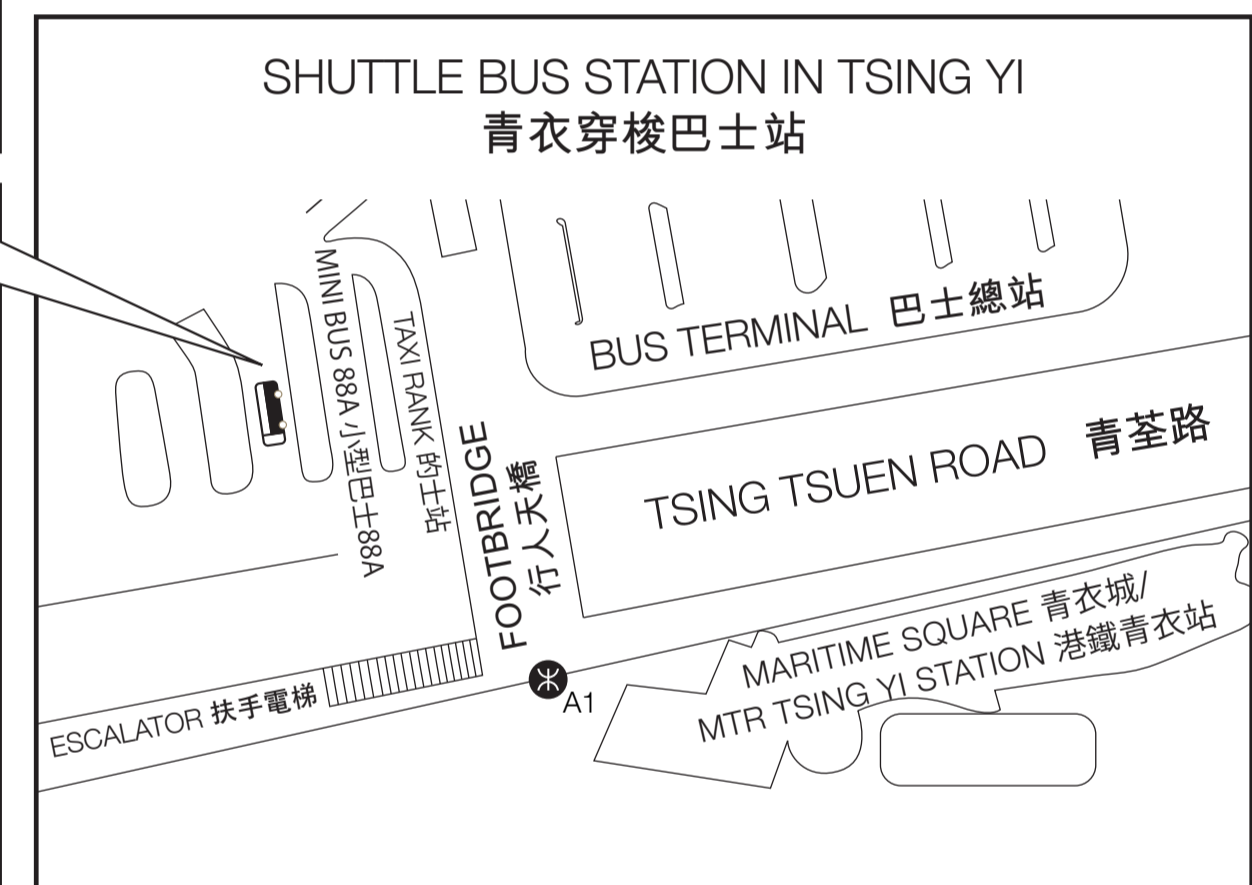 SHUTTLE BUS STATION IN TSING YI
青衣穿梭巴士站
MINI BUS 88A 小型巴士88A
TAXI RANK 的士站
BUS TERMINAL 巴士總站
FOOTBRIDGE
行人天橋
TSING TSUEN ROAD 青荃路
MARITIME SQUARE 青衣城/
MTR TSING YI STATION 港鐵青衣站
A1
ESCALATOR 扶手電梯